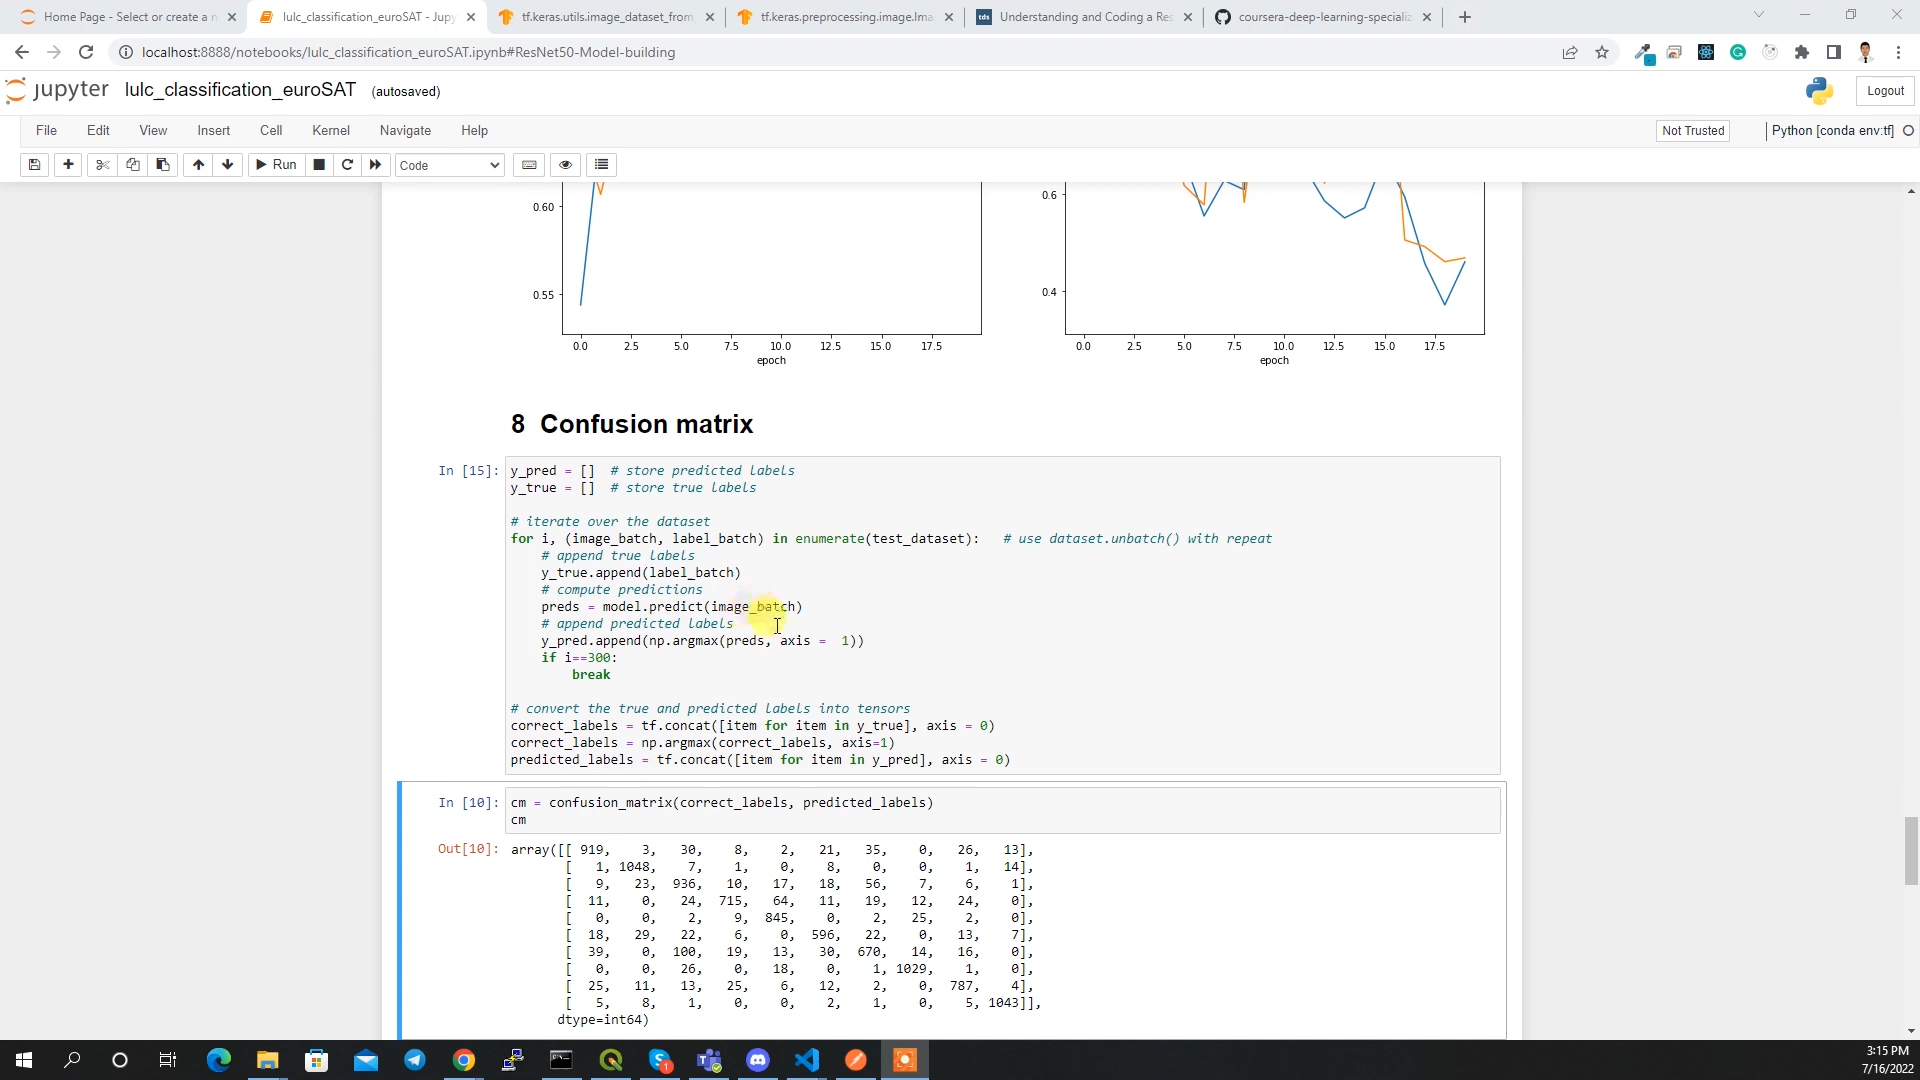 Home Page - Select or create a n
lulc_classification_euroSAT - Jupy
tf.keras.utils.image_dataset_from
tf.keras.preprocessing.image.Ima
tds
Understanding and Coding a Res
coursera-deep-learning-specializ
localhost:8888/notebooks/lulc_classification_euroSAT.ipynb#ResNet50-Model-building
jupyter lulc_classification_euroSAT (autosaved)
Logout
File Edit View Insert Cell Kernel Navigate Help
Not Trusted
Python [conda env:tf]
Run
Code
0.60
0.55
0.0 2.5 5.0 7.5 10.0 12.5 15.0 17.5
epoch
0.6
0.4
0.0 2.5 5.0 7.5 10.0 12.5 15.0 17.5
epoch
8 Confusion matrix
In [15]: y_pred = [] # store predicted labels
y_true = [] # store true labels
# iterate over the dataset
for i, (image_batch, label_batch) in enumerate(test_dataset): # use dataset.unbatch() with repeat
# append true labels
y_true.append(label_batch)
# compute predictions
preds = model.predict(image_batch)
# append predicted labels
y_pred.append(np.argmax(preds, axis = 1))
if i==300:
break
# convert the true and predicted labels into tensors
correct_labels = tf.concat([item for item in y_true], axis = 0)
correct_labels = np.argmax(correct_labels, axis=1)
predicted_labels = tf.concat([item for item in y_pred], axis = 0)
In [10]: cm = confusion_matrix(correct_labels, predicted_labels)
cm
Out[10]: array([[ 919, 3, 30, 8, 2, 21, 35, 0, 26, 13],
[ 1, 1048, 7, 1, 0, 8, 0, 0, 1, 14],
[ 9, 23, 936, 10, 17, 18, 56, 7, 6, 1],
[ 11, 0, 24, 715, 64, 11, 19, 12, 24, 0],
[ 0, 0, 2, 9, 845, 0, 2, 25, 2, 0],
[ 18, 29, 22, 6, 0, 596, 22, 0, 13, 7],
[ 39, 0, 100, 19, 13, 30, 670, 14, 16, 0],
[ 0, 0, 26, 0, 18, 0, 1, 1029, 1, 0],
[ 25, 11, 13, 25, 6, 12, 2, 0, 787, 4],
[ 5, 8, 1, 0, 0, 2, 1, 0, 5, 1043]],
dtype=int64)
3:15 PM
7/16/2022